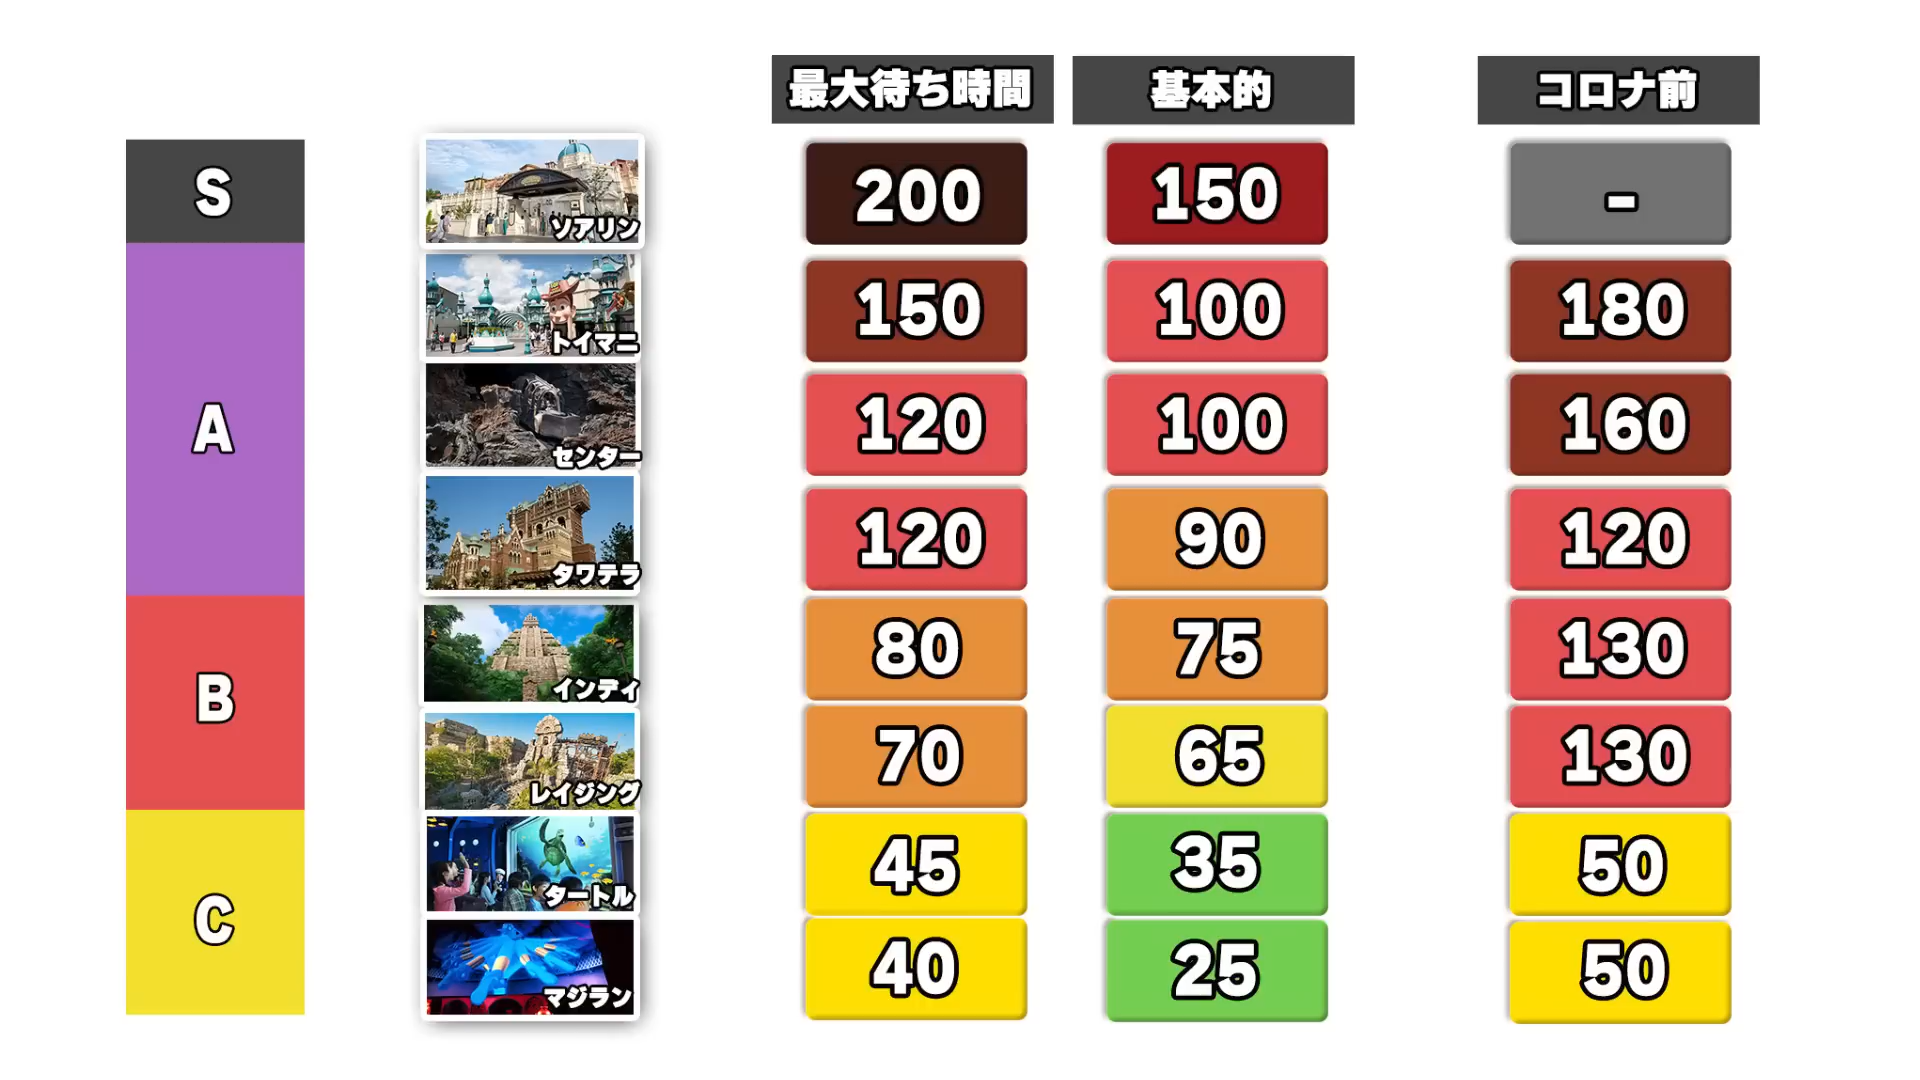 最大待ち時間 基本的 コロナ前
S
ソアリン 200 150 -
トイマニ 150 100 180
A
センター 120 100 160
タワテラ 120 90 120
B
インディ 80 75 130
レイジング 70 65 130
C
タートル 45 35 50
マジラン 40 25 50